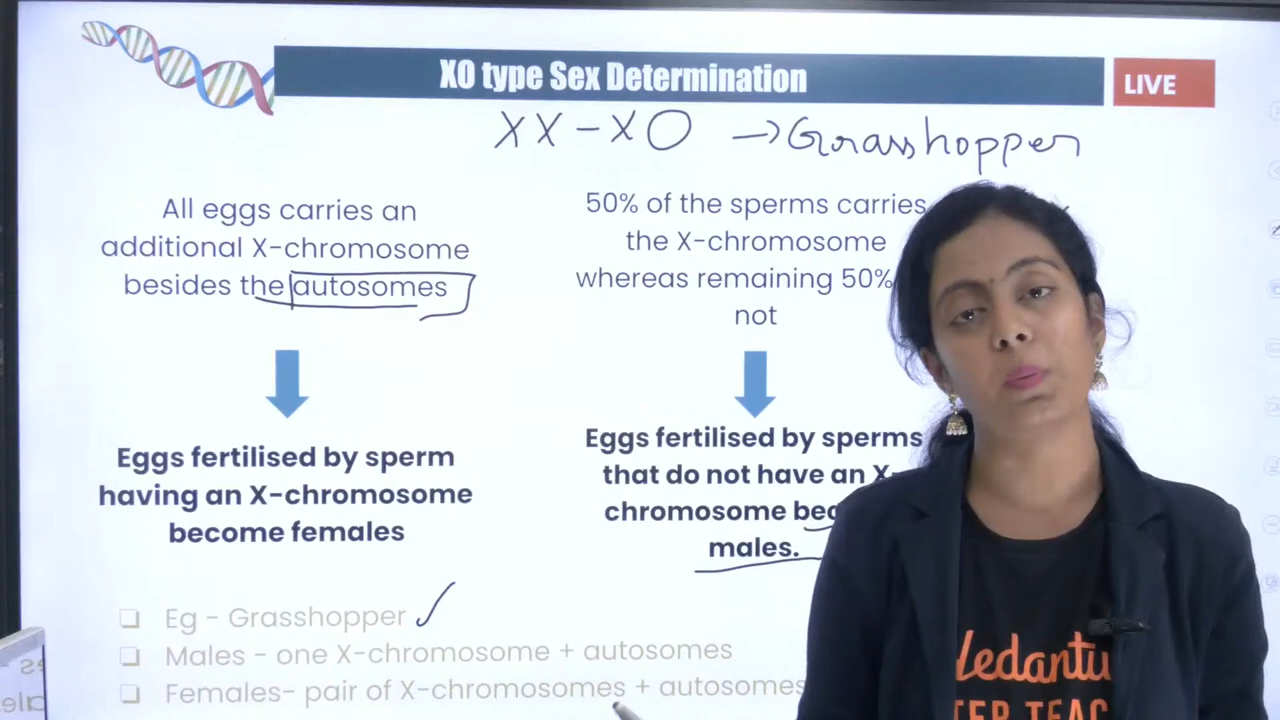 XO type Sex Determination
LIVE
XX - XO → Grasshopper
All eggs carries an
additional X-chromosome
besides the autosomes
50% of the sperms carries
the X-chromosome
whereas remaining 50%
not
Eggs fertilised by sperm
having an X-chromosome
become females
Eggs fertilised by sperms
that do not have an X-
chromosome
males.
Eg - Grasshopper ✓
Males - one X-chromosome + autosomes
Females- pair of X-chromosomes + autosomes
Vedantu